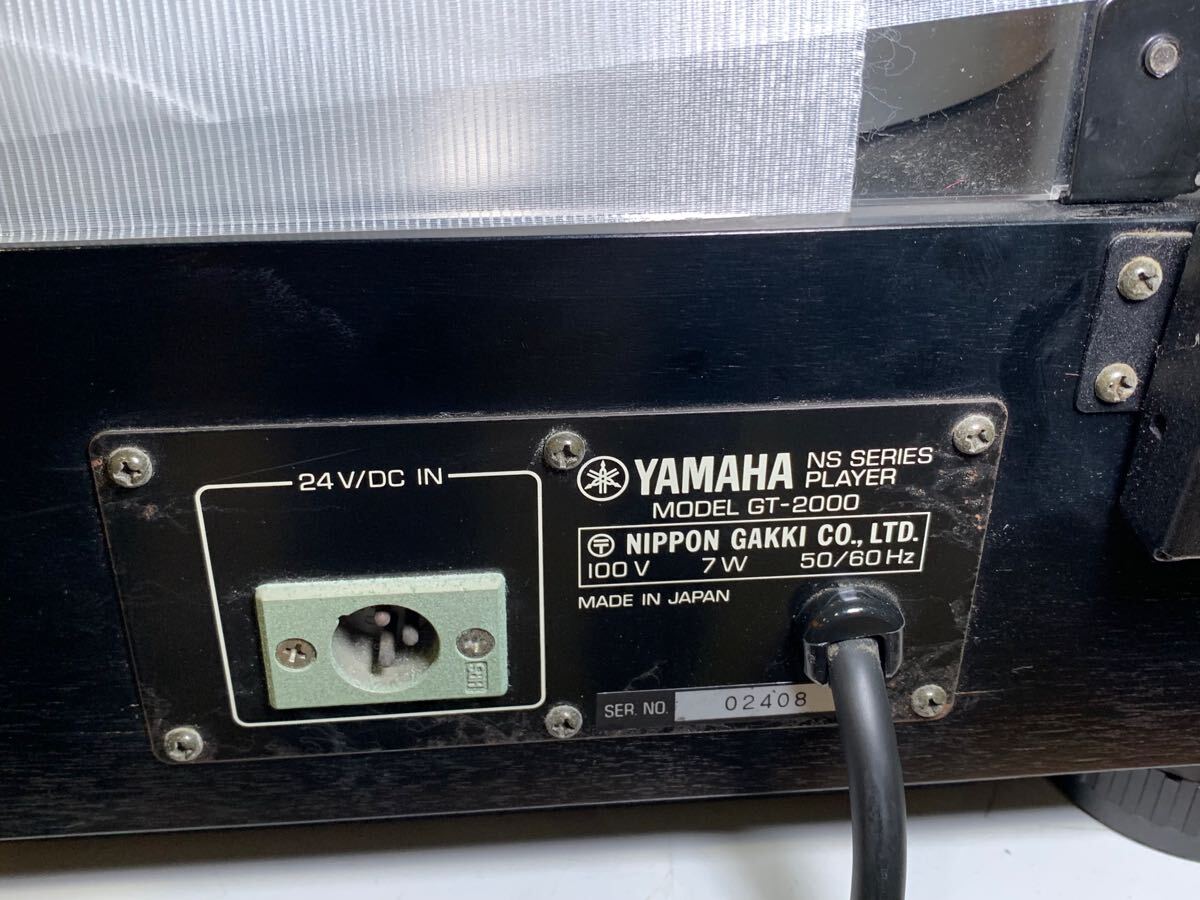 24V/DC IN
YAMAHA NS SERIES PLAYER
MODEL GT-2000
〶 NIPPON GAKKI CO., LTD.
100V 7W 50/60Hz
MADE IN JAPAN
HRS
SER. NO. 02408